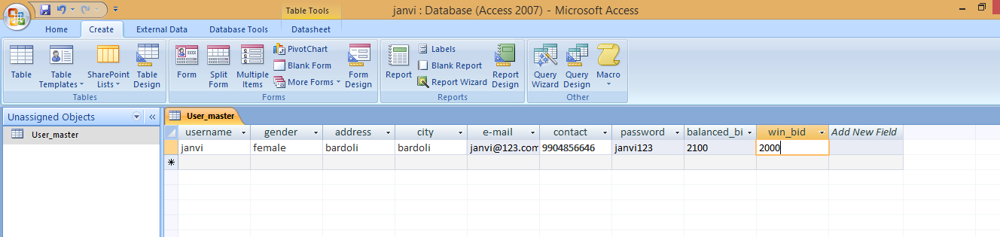 Table Tools
janvi : Database (Access 2007) - Microsoft Access
Home Create External Data Database Tools Datasheet
Table
Table Templates
SharePoint Lists
Table Design
Tables
Form
Split Form
Multiple Items
PivotChart
Blank Form
More Forms
Form Design
Forms
Report
Labels
Blank Report
Report Wizard
Report Design
Reports
Query Wizard
Query Design
Macro
Other
Unassigned Objects «
User_master
User_master
username gender address city e-mail contact password balanced_bi win_bid Add New Field
janvi female bardoli bardoli janvi@123.com 9904856646 janvi123 2100 2000
*